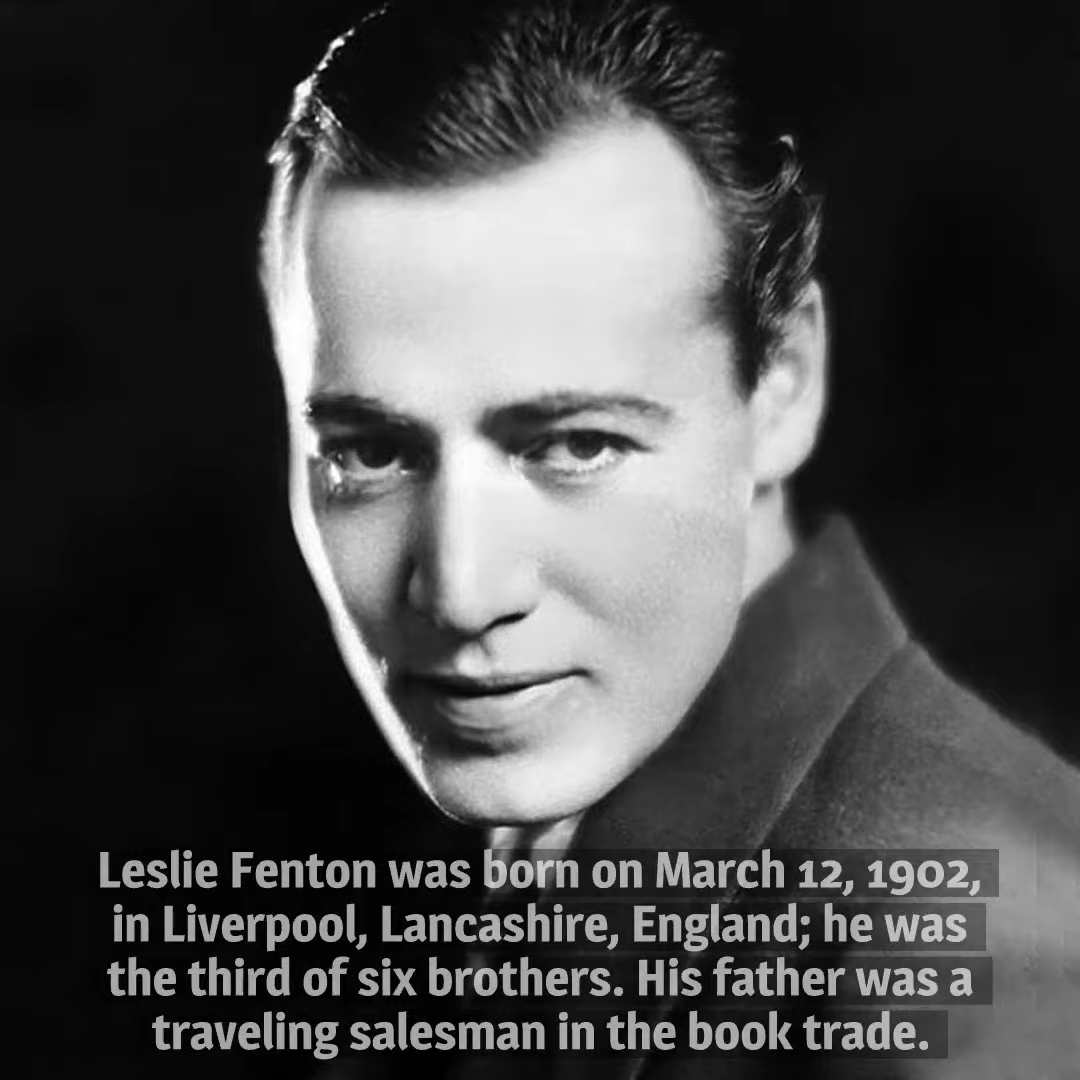 Leslie Fenton was born on March 12, 1902,
in Liverpool, Lancashire, England; he was
the third of six brothers. His father was a
traveling salesman in the book trade.